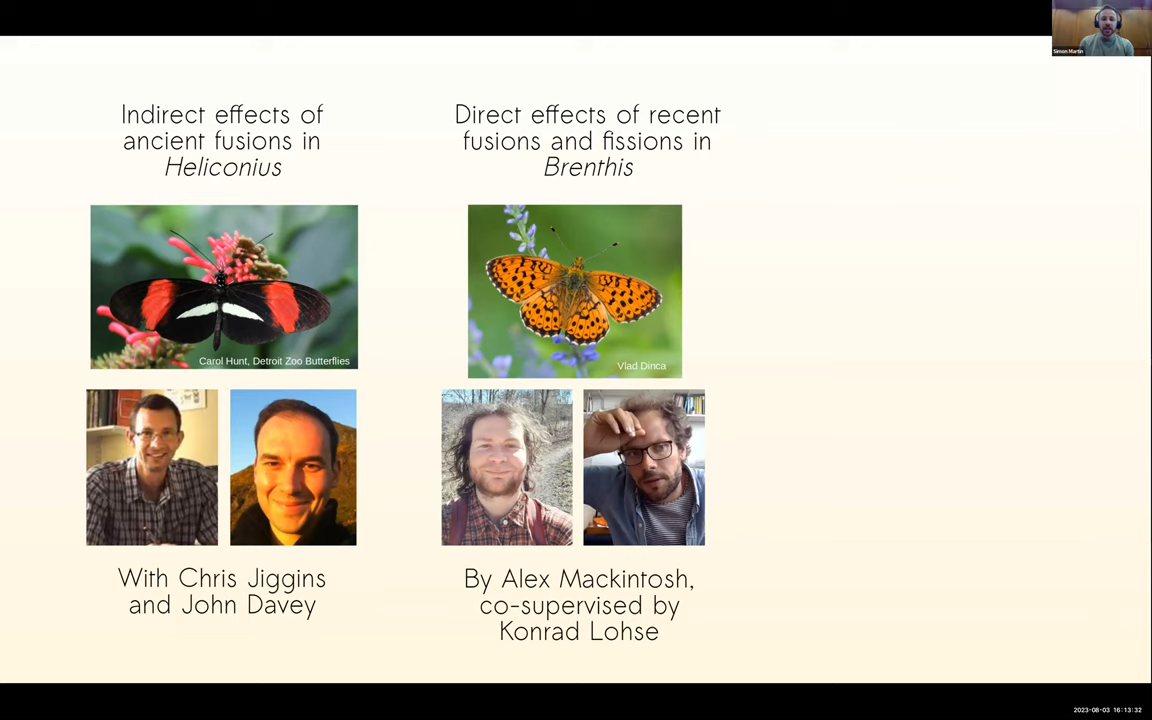 Simon Martin
Indirect effects of
ancient fusions in
Heliconius
Carol Hunt, Detroit Zoo Butterflies
With Chris Jiggins
and John Davey
Direct effects of recent
fusions and fissions in
Brenthis
Vlad Dinca
By Alex Mackintosh,
co-supervised by
Konrad Lohse
2023-08-03 16:13:32